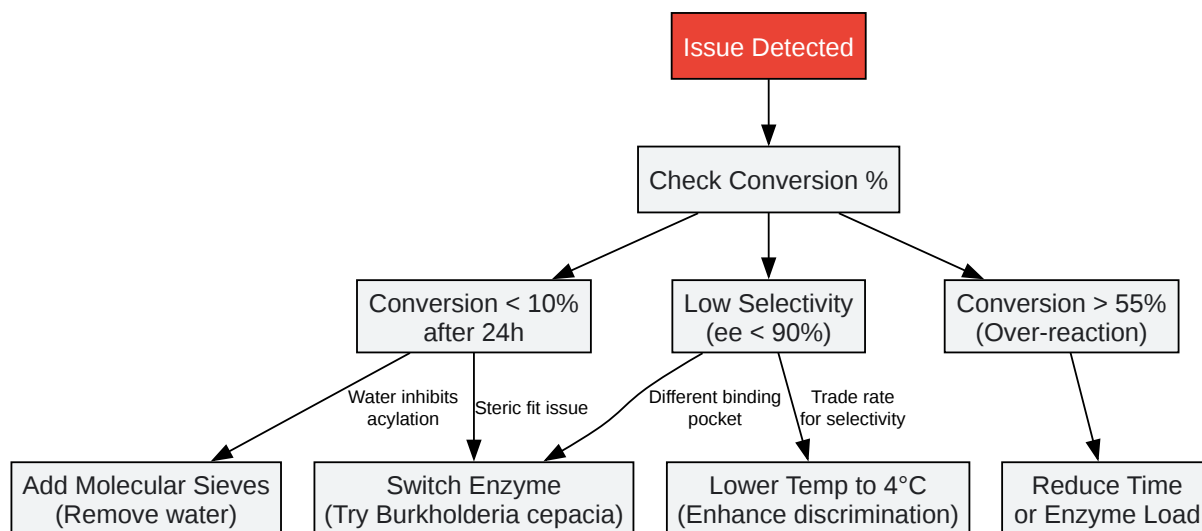 Issue Detected
Check Conversion %
Conversion < 10%
after 24h
Low Selectivity
(ee < 90%)
Conversion > 55%
(Over-reaction)
Water inhibits
acylation
Steric fit issue
Different binding
pocket
Trade rate
for selectivity
Add Molecular Sieves
(Remove water)
Switch Enzyme
(Try Burkholderia cepacia)
Lower Temp to 4°C
(Enhance discrimination)
Reduce Time
or Enzyme Load